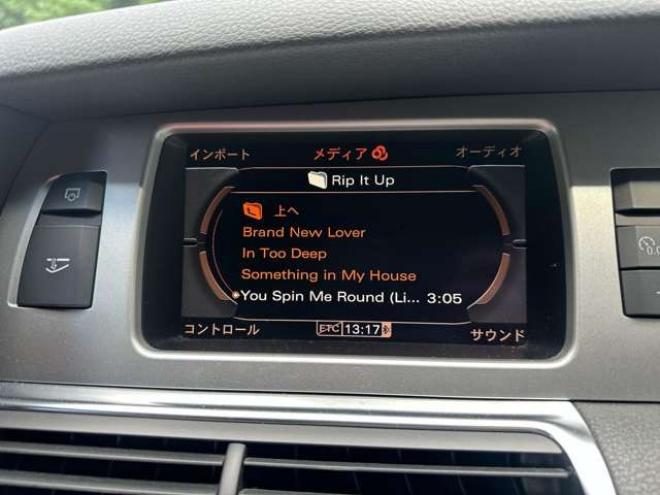 インポート メディア オーディオ
Rip It Up
上へ
Brand New Lover
In Too Deep
Something in My House
You Spin Me Round (Li... 3:05
コントロール ETC 13:17 サウンド